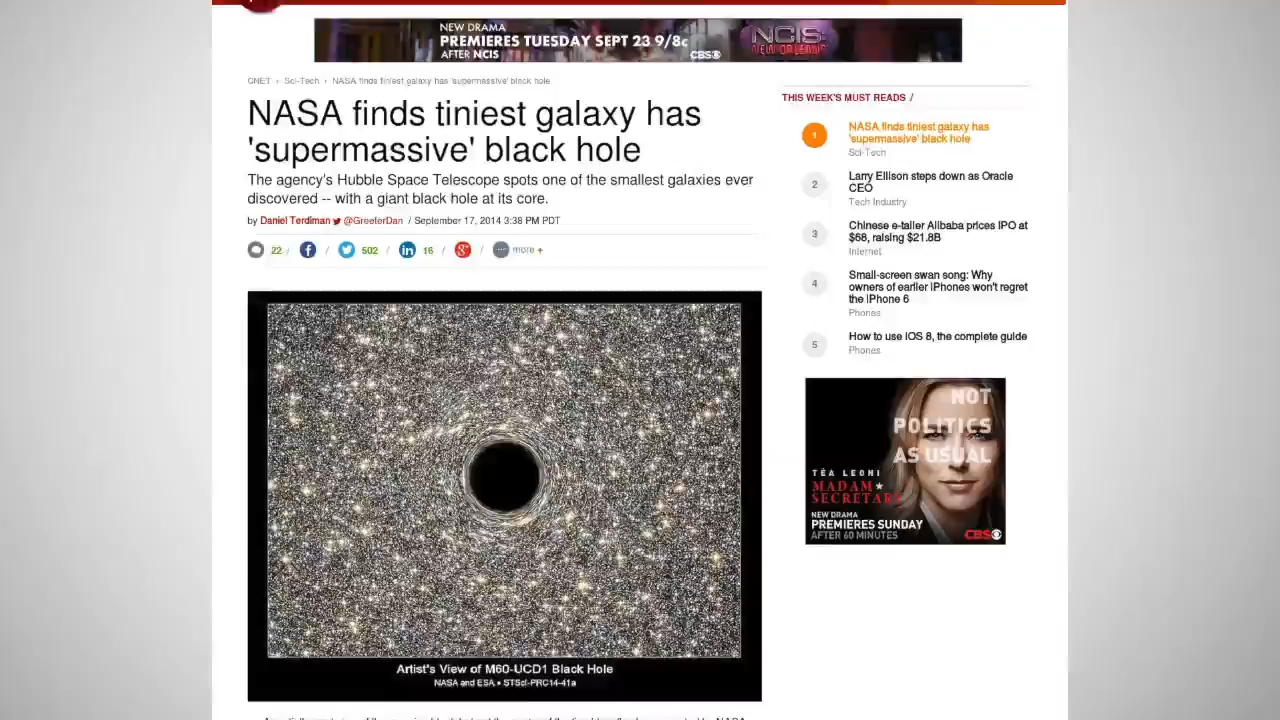 NEW DRAMA
PREMIERES TUESDAY SEPT 23 9/8c
AFTER NCIS
CBS
NCIS:
NEW ORLEANS
CNET › Sci-Tech › NASA finds tiniest galaxy has 'supermassive' black hole
NASA finds tiniest galaxy has
'supermassive' black hole
The agency's Hubble Space Telescope spots one of the smallest galaxies ever
discovered -- with a giant black hole at its core.
by Daniel Terdiman @GreeterDan / September 17, 2014 3:38 PM PDT
22 / f / 502 in 16 / g+ / more +
Artist's View of M60-UCD1 Black Hole
NASA and ESA • STScI-PRC14-41a
THIS WEEK'S MUST READS /
1
NASA finds tiniest galaxy has
'supermassive' black hole
Sci-Tech
2
Larry Ellison steps down as Oracle
CEO
Tech Industry
3
Chinese e-tailer Alibaba prices IPO at
$68, raising $21.8B
Internet
4
Small-screen swan song: Why
owners of earlier iPhones won't regret
the iPhone 6
Phones
5
How to use iOS 8, the complete guide
Phones
NOT
POLITICS
AS USUAL
TÉA LEONI
MADAM
SECRETARY
NEW DRAMA
PREMIERES SUNDAY
AFTER 60 MINUTES
CBS